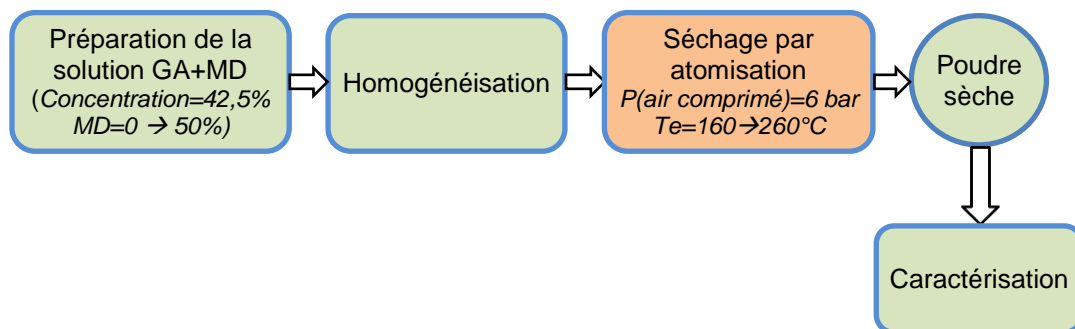 Préparation de la
solution GA+MD
(Concentration=42,5%
MD=0 → 50%)
Homogénéisation
Séchage par
atomisation
P(air comprimé)=6 bar
Te=160→260°C
Poudre
sèche
Caractérisation